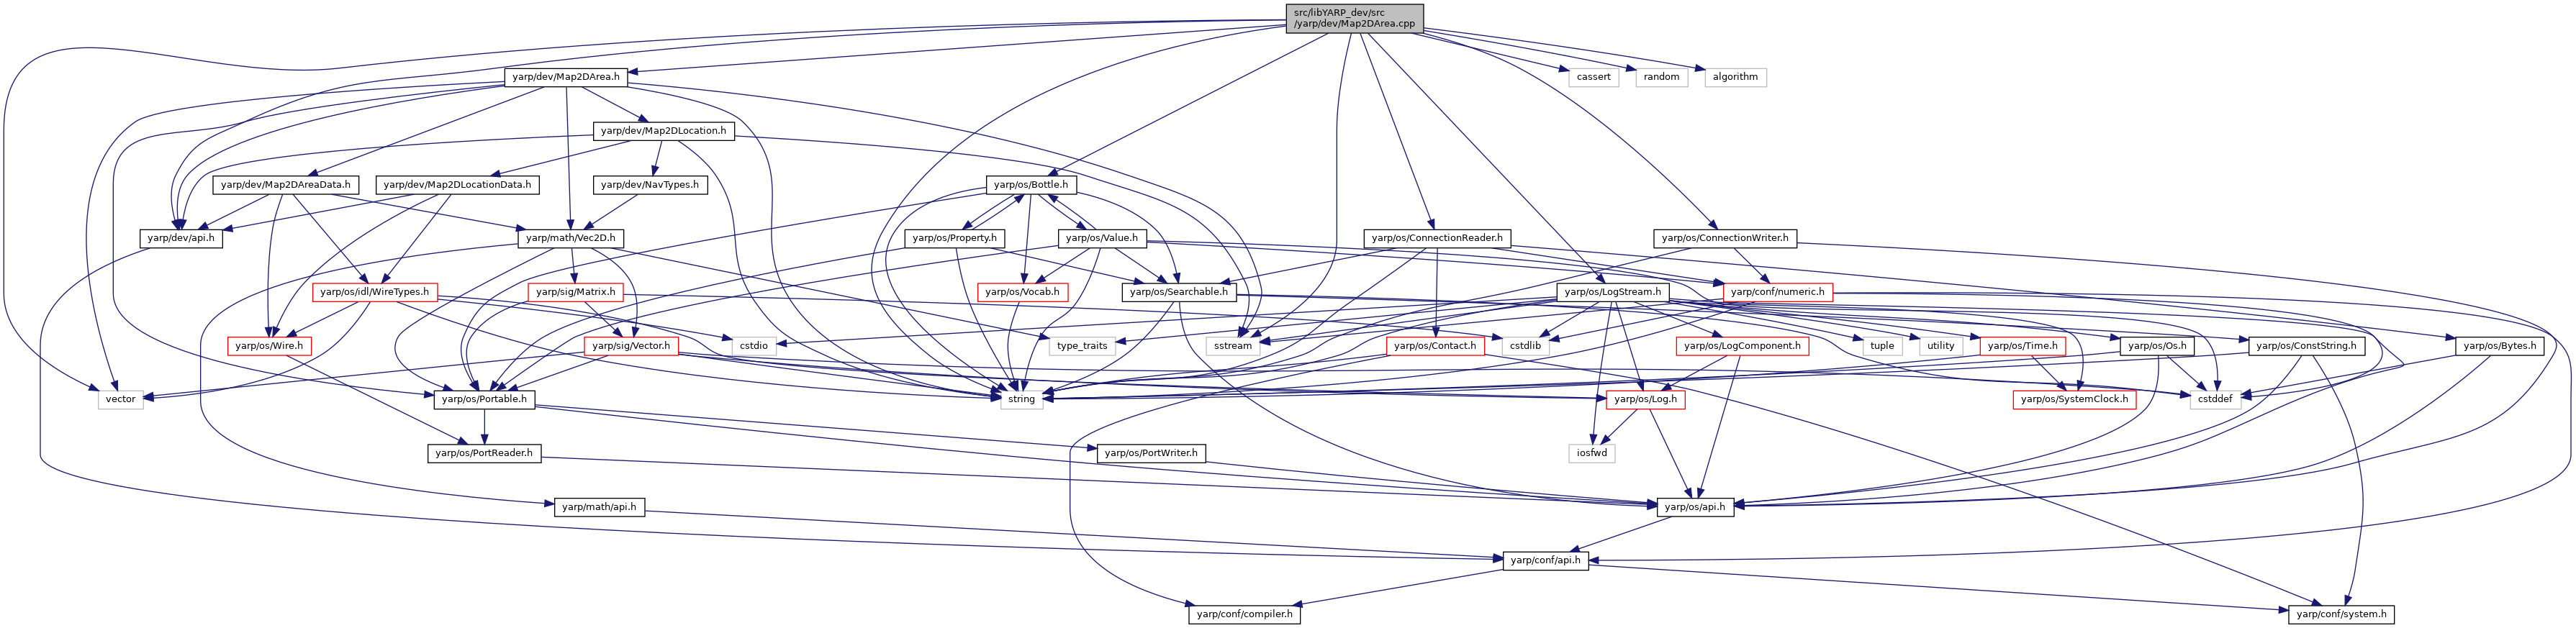 src/libYARP_dev/src
/yarp/dev/Map2DArea.cpp
yarp/dev/Map2DArea.h
cassert
random
algorithm
yarp/dev/Map2DLocation.h
yarp/dev/Map2DAreaData.h
yarp/dev/Map2DLocationData.h
yarp/dev/NavTypes.h
yarp/os/Bottle.h
yarp/dev/api.h
yarp/math/Vec2D.h
yarp/os/Property.h
yarp/os/Value.h
yarp/os/ConnectionReader.h
yarp/os/ConnectionWriter.h
yarp/os/idl/WireTypes.h
yarp/sig/Matrix.h
yarp/os/Vocab.h
yarp/os/Searchable.h
yarp/os/LogStream.h
yarp/conf/numeric.h
yarp/os/Wire.h
yarp/sig/Vector.h
cstdio
type_traits
sstream
yarp/os/Contact.h
cstdlib
yarp/os/LogComponent.h
tuple
utility
yarp/os/Time.h
yarp/os/Os.h
yarp/os/ConstString.h
yarp/os/Bytes.h
vector
yarp/os/Portable.h
string
yarp/os/Log.h
yarp/os/SystemClock.h
cstddef
yarp/os/PortReader.h
yarp/os/PortWriter.h
iosfwd
yarp/math/api.h
yarp/os/api.h
yarp/conf/api.h
yarp/conf/compiler.h
yarp/conf/system.h